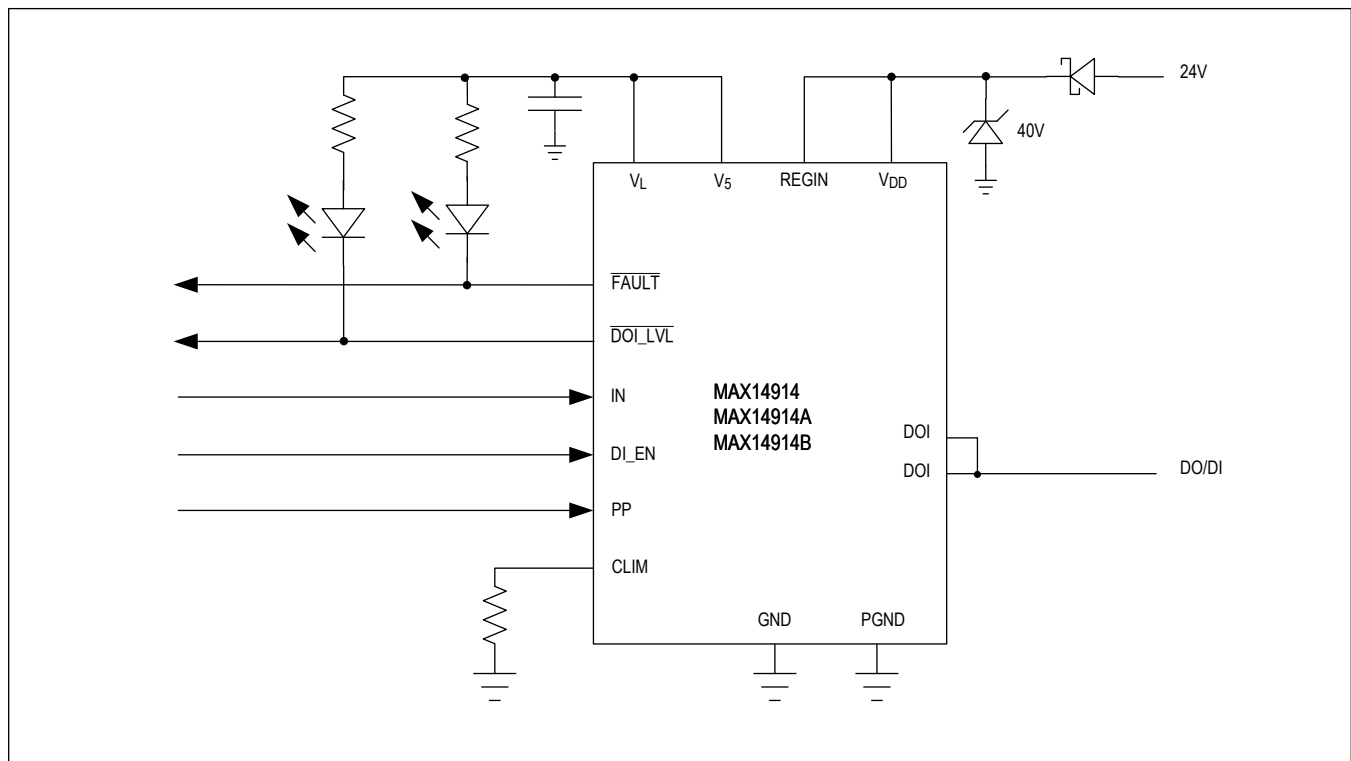 24V
40V
VL
V5
REGIN
VDD
FAULT
DOI_LVL
IN
DI_EN
PP
CLIM
MAX14914
MAX14914A
MAX14914B
DOI
DOI
DO/DI
GND
PGND